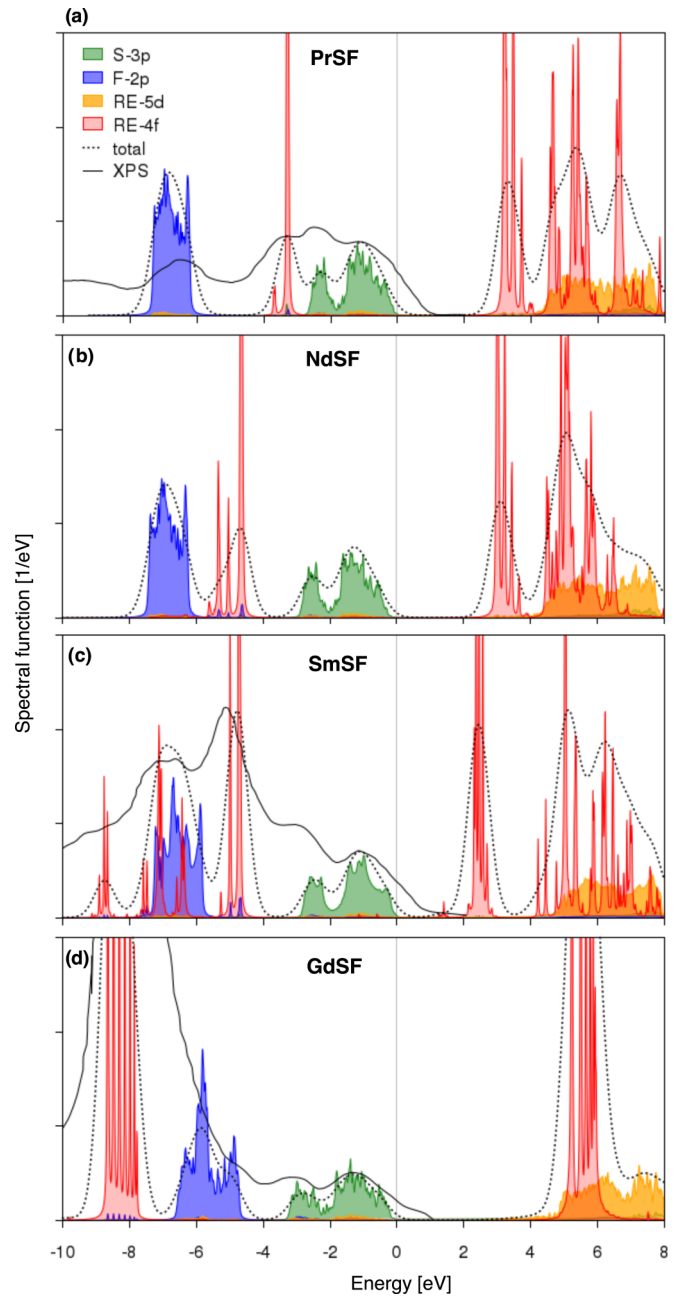 (a)
PrSF
S-3p
F-2p
RE-5d
RE-4f
total
XPS
(b)
NdSF
(c)
SmSF
(d)
GdSF
Spectral function [1/eV]
-10 -8 -6 -4 -2 0 2 4 6 8
Energy [eV]